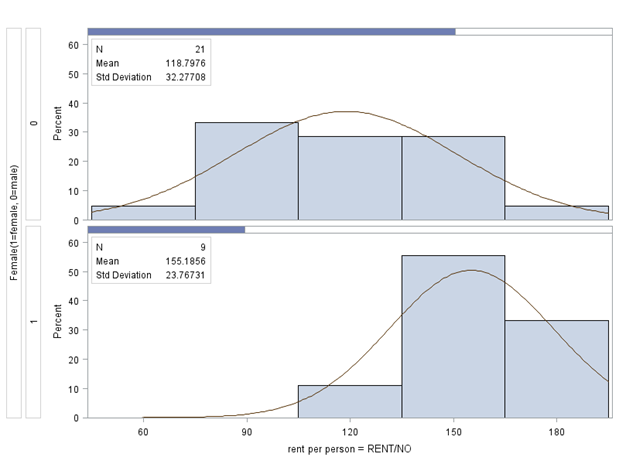 Female(1=female, 0=male)
0
Percent
60
50
40
30
20
10
0
N 21
Mean 118.7976
Std Deviation 32.27708
1
Percent
60
50
40
30
20
10
0
N 9
Mean 155.1856
Std Deviation 23.76731
60 90 120 150 180
rent per person = RENT/NO